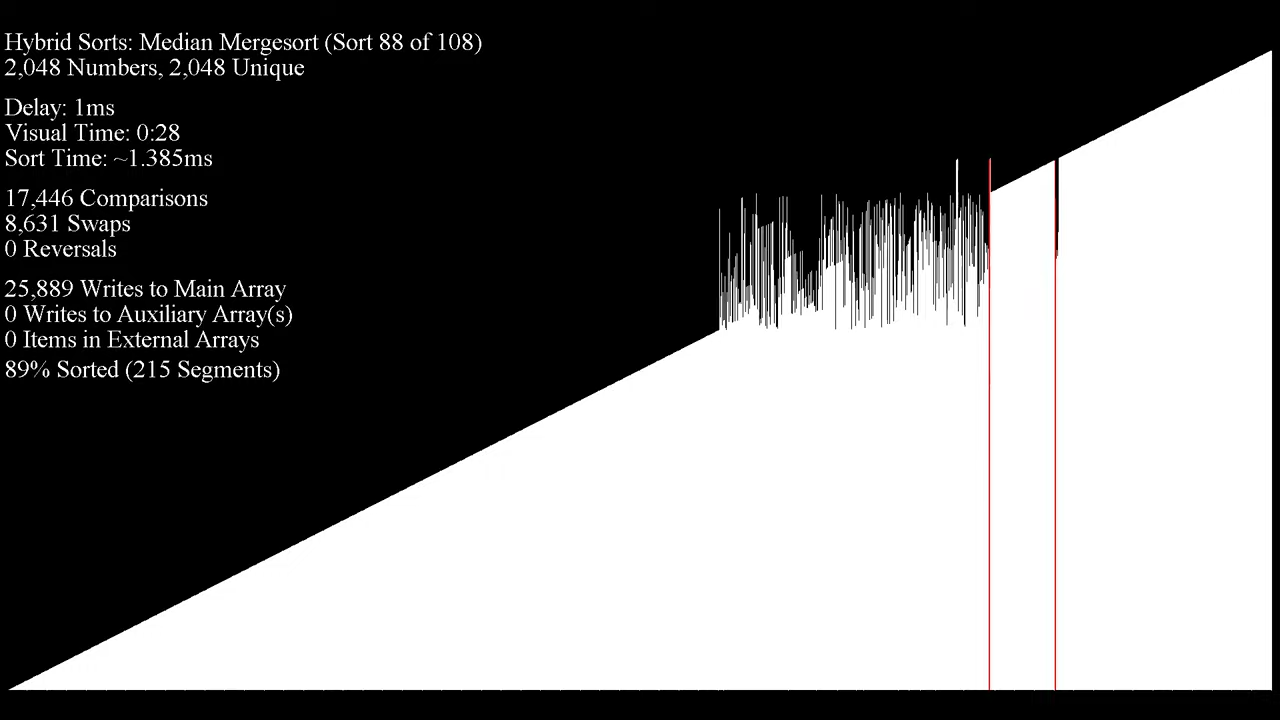 Hybrid Sorts: Median Mergesort (Sort 88 of 108)
2,048 Numbers, 2,048 Unique
Delay: 1ms
Visual Time: 0:28
Sort Time: ~1.385ms
17,446 Comparisons
8,631 Swaps
0 Reversals
25,889 Writes to Main Array
0 Writes to Auxiliary Array(s)
0 Items in External Arrays
89% Sorted (215 Segments)